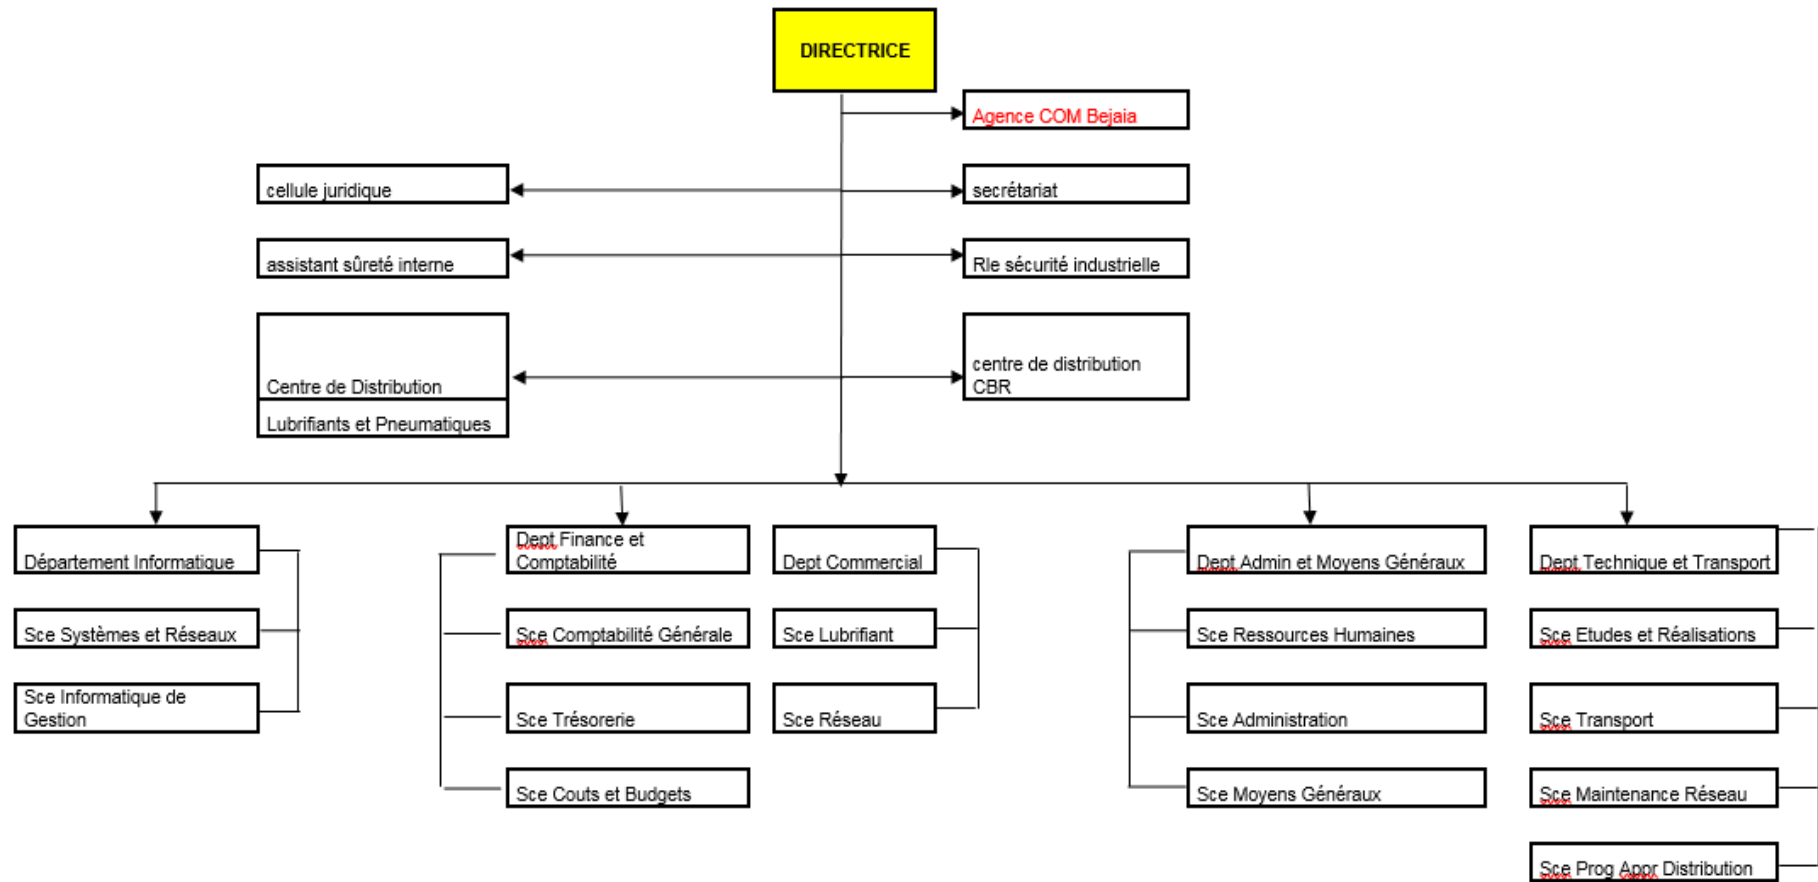 DIRECTRICE
Agence COM Bejaia
cellule juridique
secrétariat
assistant sûreté interne
Rle sécurité industrielle
Centre de Distribution
Lubrifiants et Pneumatiques
centre de distribution
CBR
Département Informatique
Sce Systèmes et Réseaux
Sce Informatique de
Gestion
Dept Finance et
Comptabilité
Sce Comptabilité Générale
Sce Trésorerie
Sce Couts et Budgets
Dept Commercial
Sce Lubrifiant
Sce Réseau
Dept Admin et Moyens Généraux
Sce Ressources Humaines
Sce Administration
Sce Moyens Généraux
Dept Technique et Transport
Sce Etudes et Réalisations
Sce Transport
Sce Maintenance Réseau
Sce Prog Appr Distribution